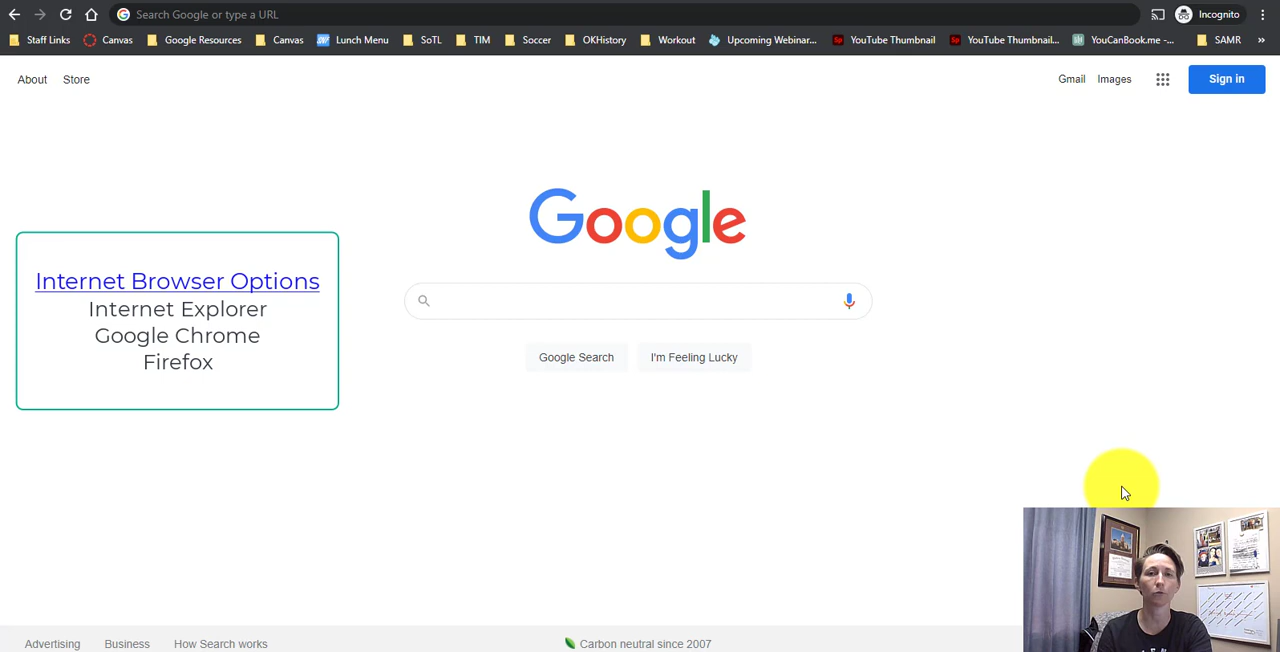 Search Google or type a URL
Incognito
Staff Links
Canvas
Google Resources
Canvas
Lunch Menu
SoTL
TIM
Soccer
OKHistory
Workout
Upcoming Webinar...
YouTube Thumbnail
YouTube Thumbnail...
YouCanBook.me -...
SAMR
»
About
Store
Gmail
Images
Sign in
Google
Internet Browser Options
Internet Explorer
Google Chrome
Firefox
Google Search
I'm Feeling Lucky
Advertising
Business
How Search works
Carbon neutral since 2007